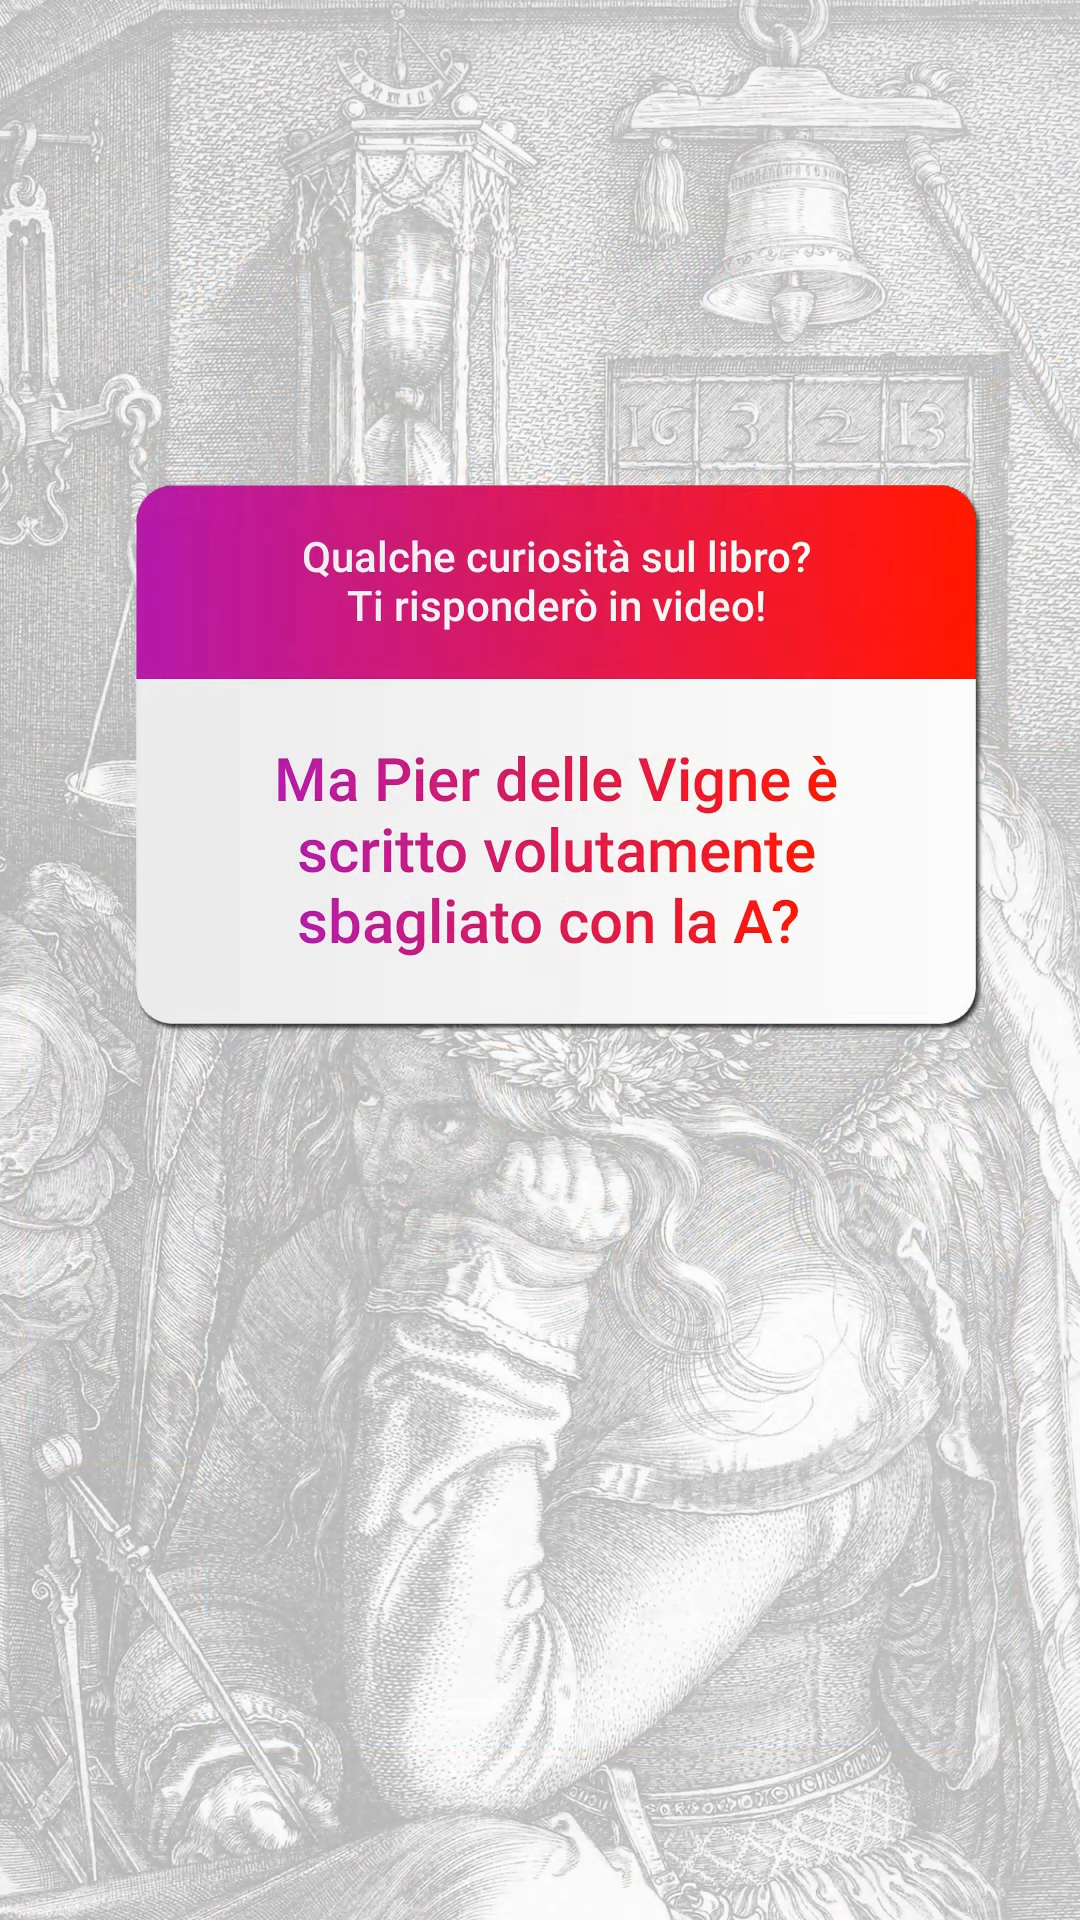 16 3 2 13
Qualche curiosità sul libro?
Ti risponderò in video!
Ma Pier delle Vigne è
scritto volutamente
sbagliato con la A?